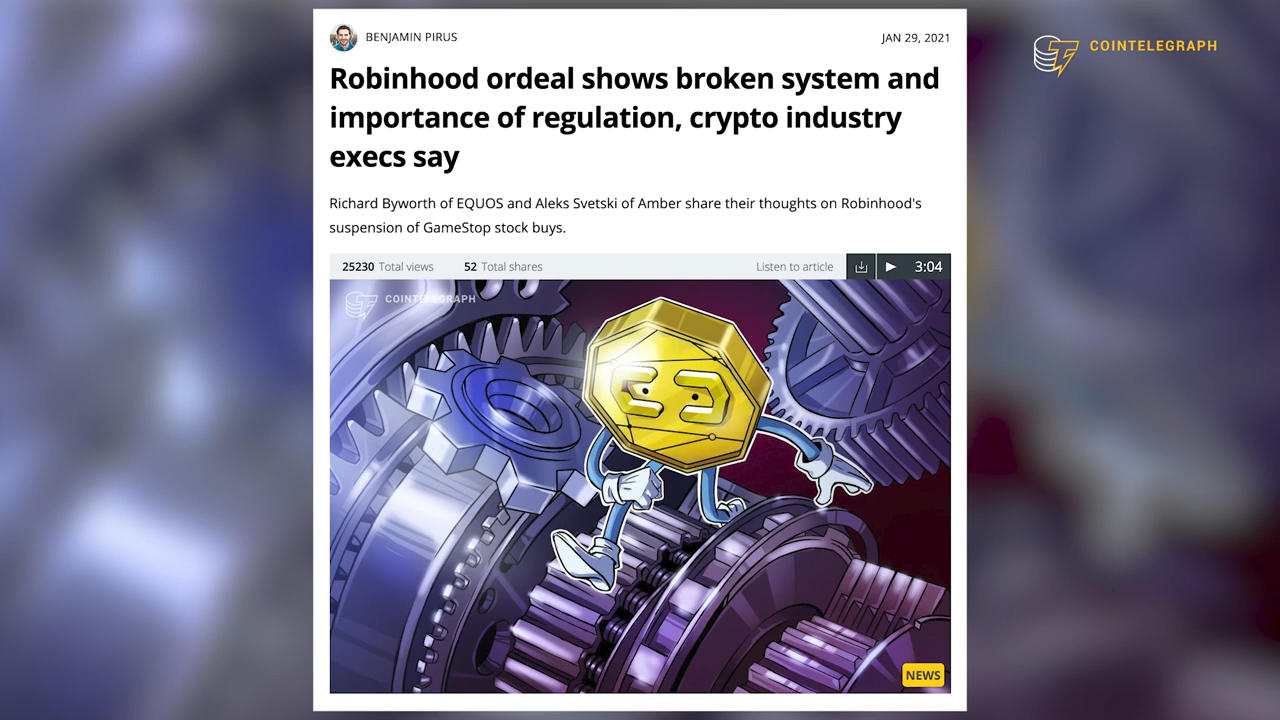 BENJAMIN PIRUS
JAN 29, 2021
COINTELEGRAPH
Robinhood ordeal shows broken system and
importance of regulation, crypto industry
execs say
Richard Byworth of EQUOS and Aleks Svetski of Amber share their thoughts on Robinhood's
suspension of GameStop stock buys.
25230 Total views 52 Total shares Listen to article 3:04
COINTELEGRAPH
NEWS